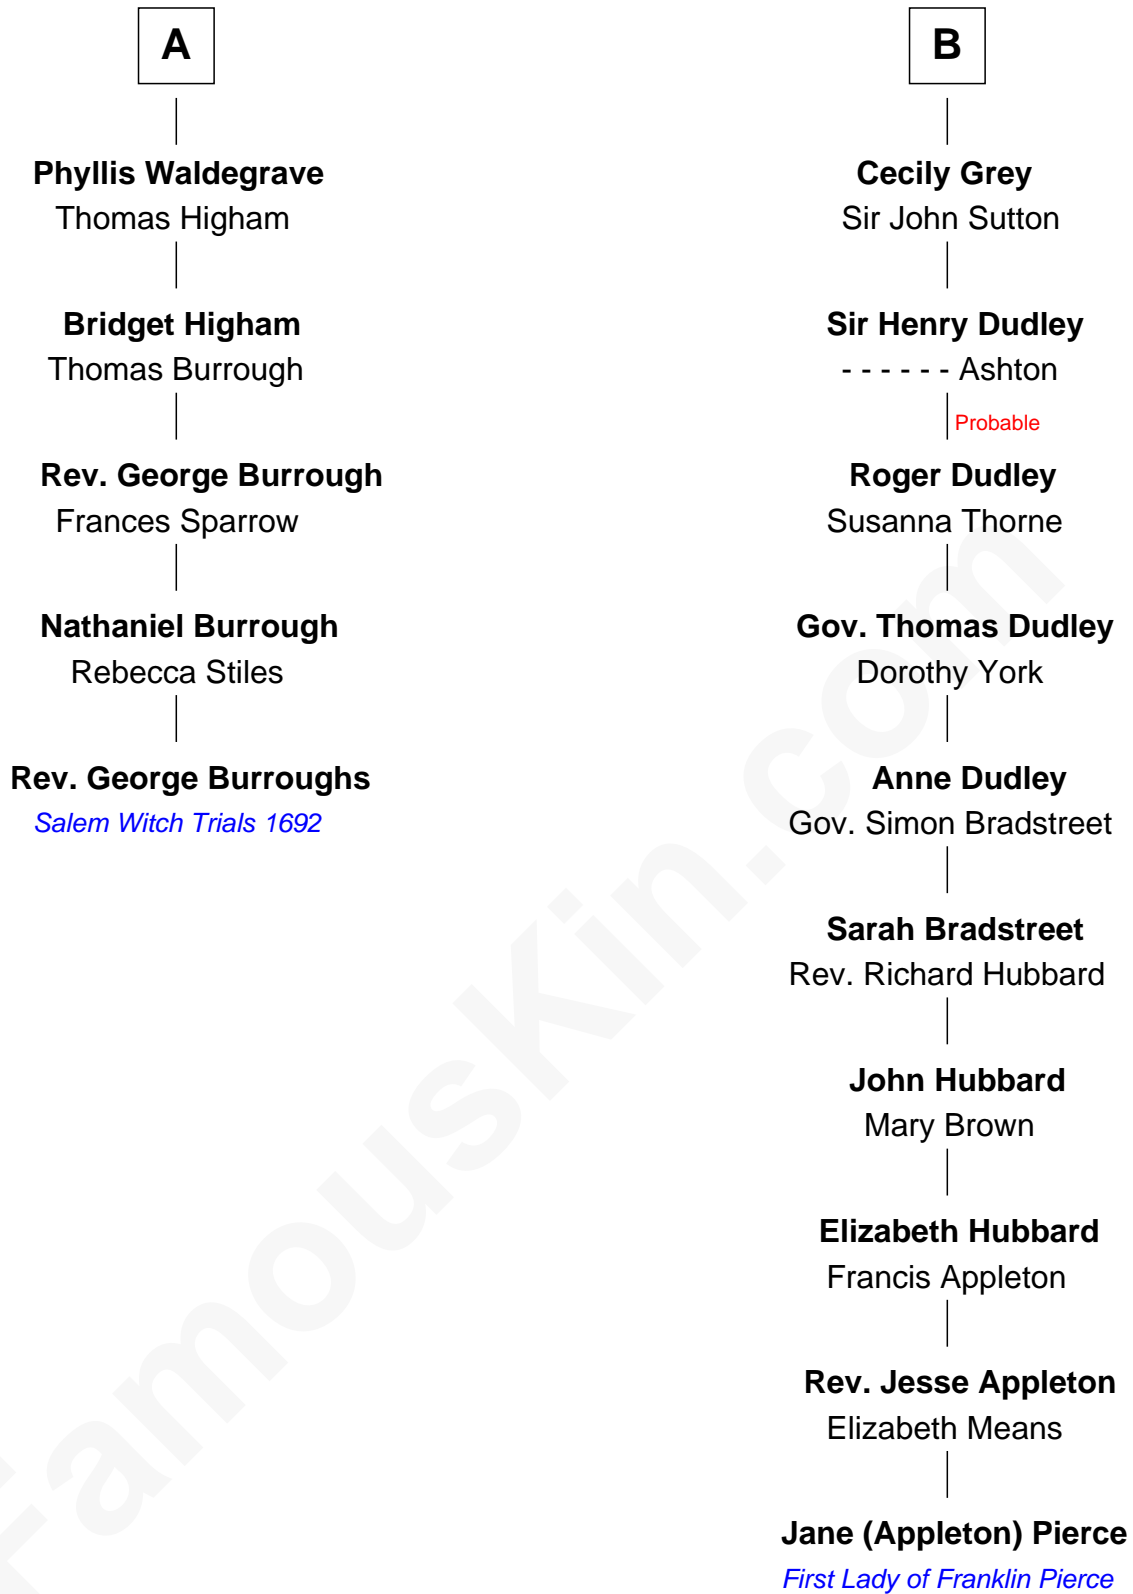 A
Phyllis Waldegrave
Thomas Higham
Bridget Higham
Thomas Burrough
Rev. George Burrough
Frances Sparrow
Nathaniel Burrough
Rebecca Stiles
Rev. George Burroughs
Salem Witch Trials 1692
B
Cecily Grey
Sir John Sutton
Sir Henry Dudley
- - - - - - Ashton
Probable
Roger Dudley
Susanna Thorne
Gov. Thomas Dudley
Dorothy York
Anne Dudley
Gov. Simon Bradstreet
Sarah Bradstreet
Rev. Richard Hubbard
John Hubbard
Mary Brown
Elizabeth Hubbard
Francis Appleton
Rev. Jesse Appleton
Elizabeth Means
Jane (Appleton) Pierce
First Lady of Franklin Pierce
FamousKin.com